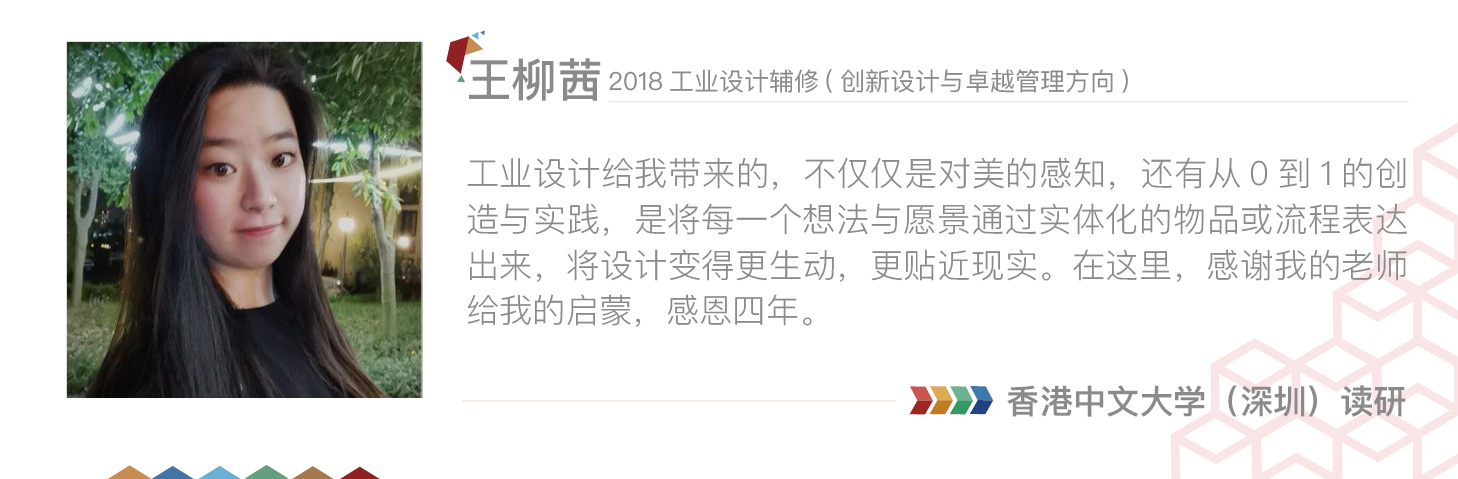 王柳茜 2018 工业设计辅修 ( 创新设计与卓越管理方向 )
工业设计给我带来的，不仅仅是对美的感知，还有从 0 到 1 的创
造与实践，是将每一个想法与愿景通过实体化的物品或流程表达
出来，将设计变得更生动，更贴近现实。在这里，感谢我的老师
给我的启蒙，感恩四年。
香港中文大学（深圳）读研